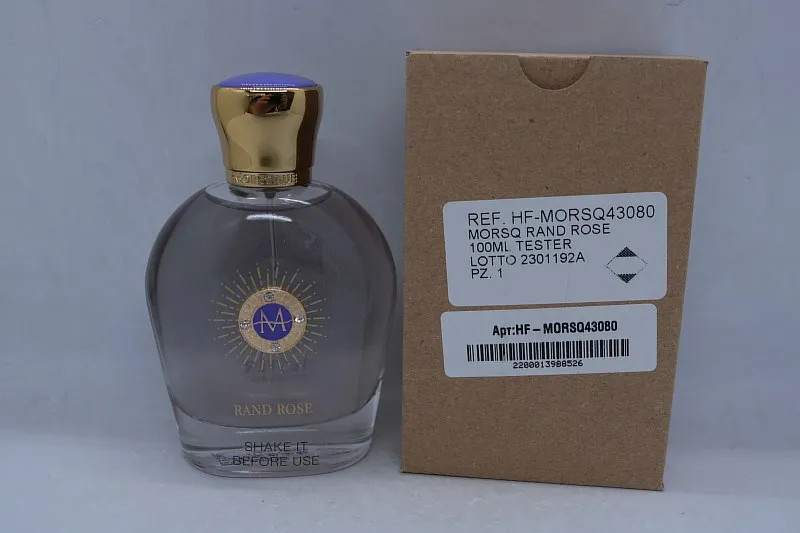 M
RAND ROSE
SHAKE IT
BEFORE USE
REF. HF-MORSQ43080
MORSQ RAND ROSE
100ML TESTER
LOTTO 2301192A
PZ. 1
Арт:HF – MORSQ43080
2200013988526